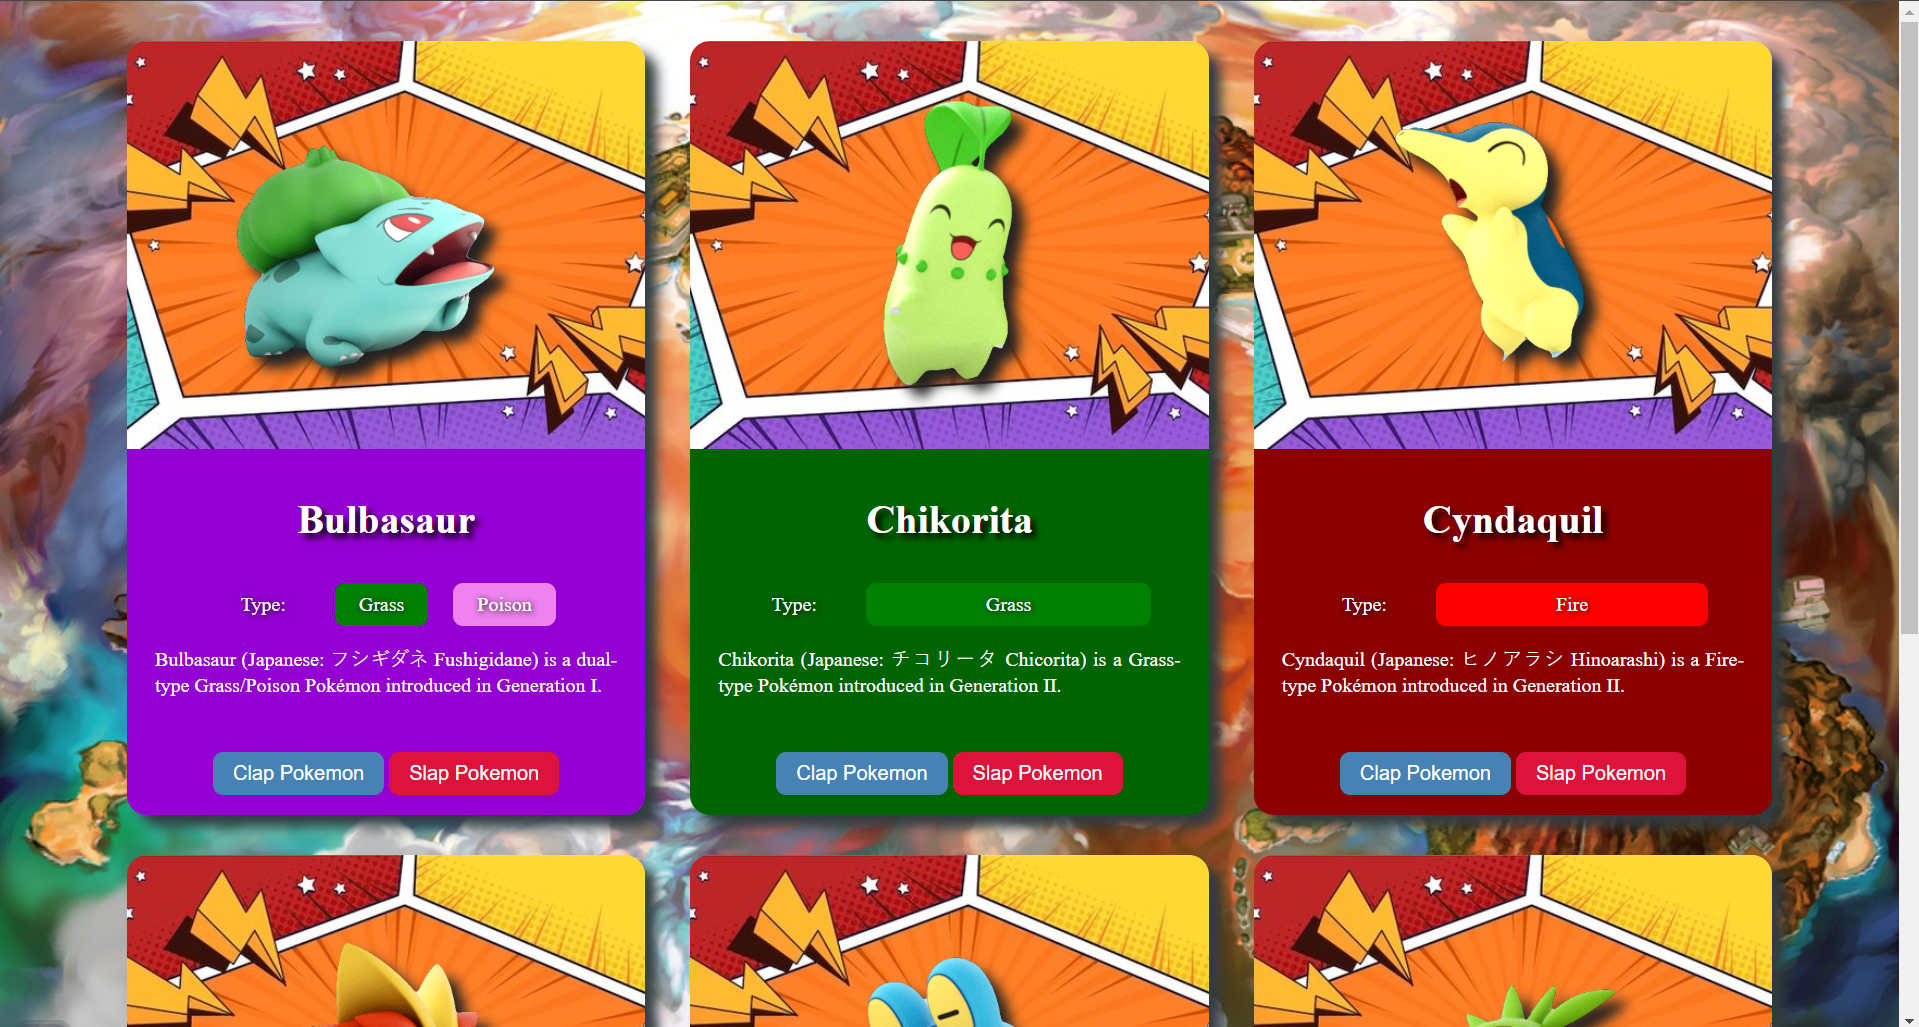 Bulbasaur
Type: Grass Poison
Bulbasaur (Japanese: フシギダネ Fushigidane) is a dual-
type Grass/Poison Pokémon introduced in Generation I.
Clap Pokemon Slap Pokemon
Chikorita
Type: Grass
Chikorita (Japanese: チコリータ Chicorita) is a Grass-
type Pokémon introduced in Generation II.
Clap Pokemon Slap Pokemon
Cyndaquil
Type: Fire
Cyndaquil (Japanese: ヒノアラシ Hinoarashi) is a Fire-
type Pokémon introduced in Generation II.
Clap Pokemon Slap Pokemon